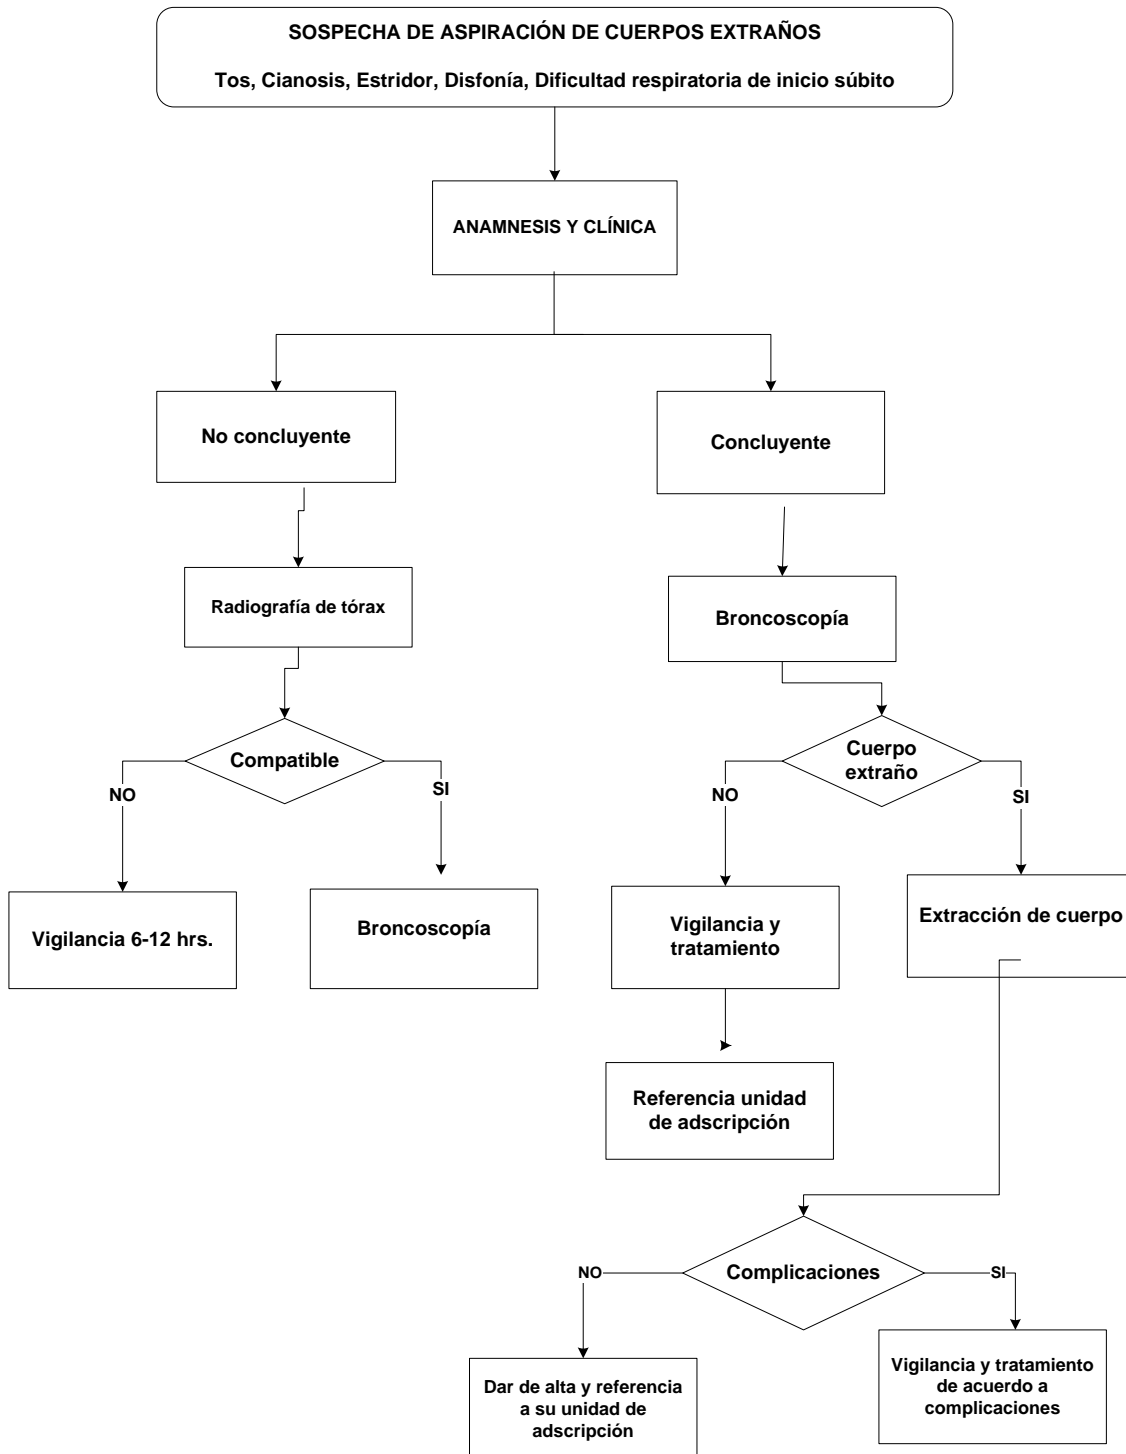 SOSPECHA DE ASPIRACIÓN DE CUERPOS EXTRAÑOS
Tos, Cianosis, Estridor, Disfonía, Dificultad respiratoria de inicio súbito
ANAMNESIS Y CLÍNICA
No concluyente
Concluyente
Radiografía de tórax
Broncoscopía
Compatible
Cuerpo
extraño
NO
SI
NO
SI
Vigilancia 6-12 hrs.
Broncoscopía
Vigilancia y
tratamiento
Extracción de cuerpo
Referencia unidad
de adscripción
Complicaciones
NO
SI
Dar de alta y referencia
a su unidad de
adscripción
Vigilancia y tratamiento
de acuerdo a
complicaciones